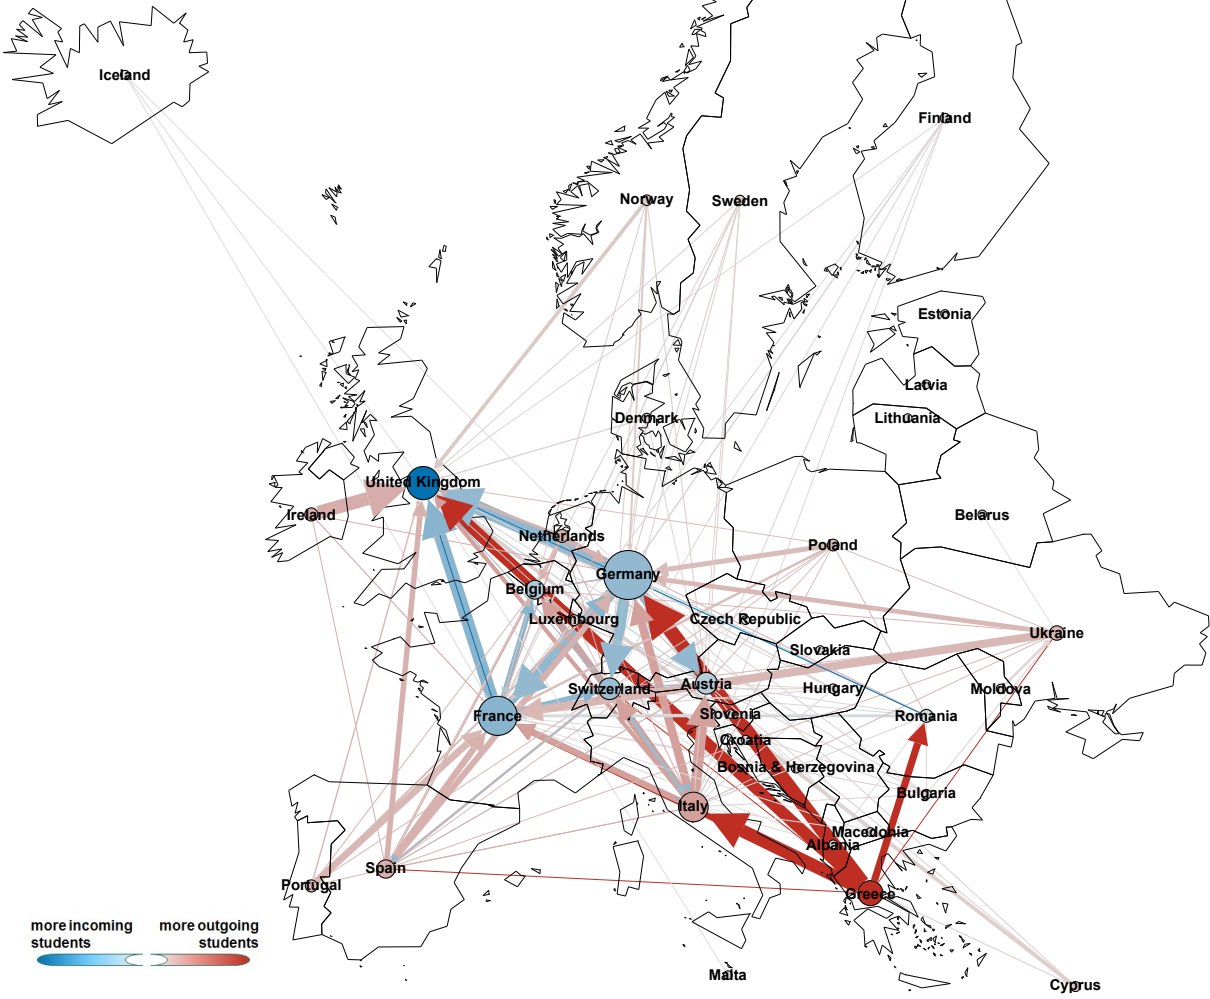 Iceland
Finland
Norway
Sweden
Estonia
Latvia
Denmark
Lithuania
United Kingdom
Ireland
Belarus
Netherlands
Poland
Germany
Belgium
Luxembourg
Czech Republic
Ukraine
Slovakia
Switzerland
Austria
Hungary
Moldova
France
Slovenia
Romania
Croatia
Bosnia & Herzegovina
Bulgaria
Italy
Macedonia
Albania
Spain
Portugal
Greece
more incoming
students
more outgoing
students
Malta
Cyprus